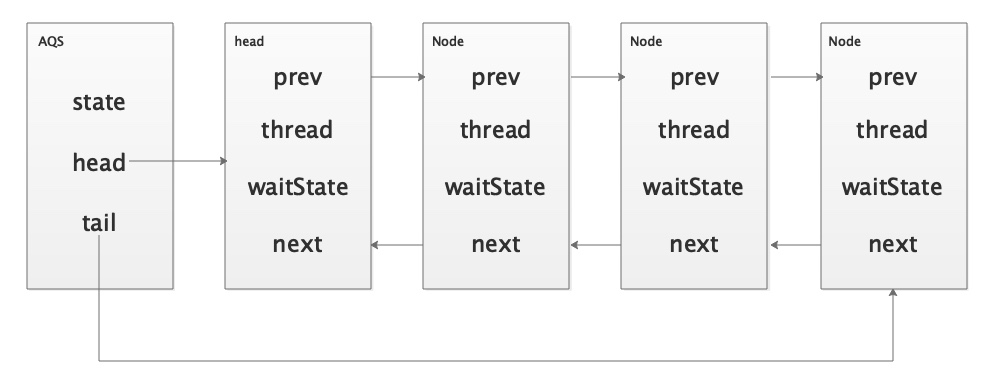 AQS
state
head
tail
head
prev
thread
waitState
next
Node
prev
thread
waitState
next
Node
prev
thread
waitState
next
Node
prev
thread
waitState
next